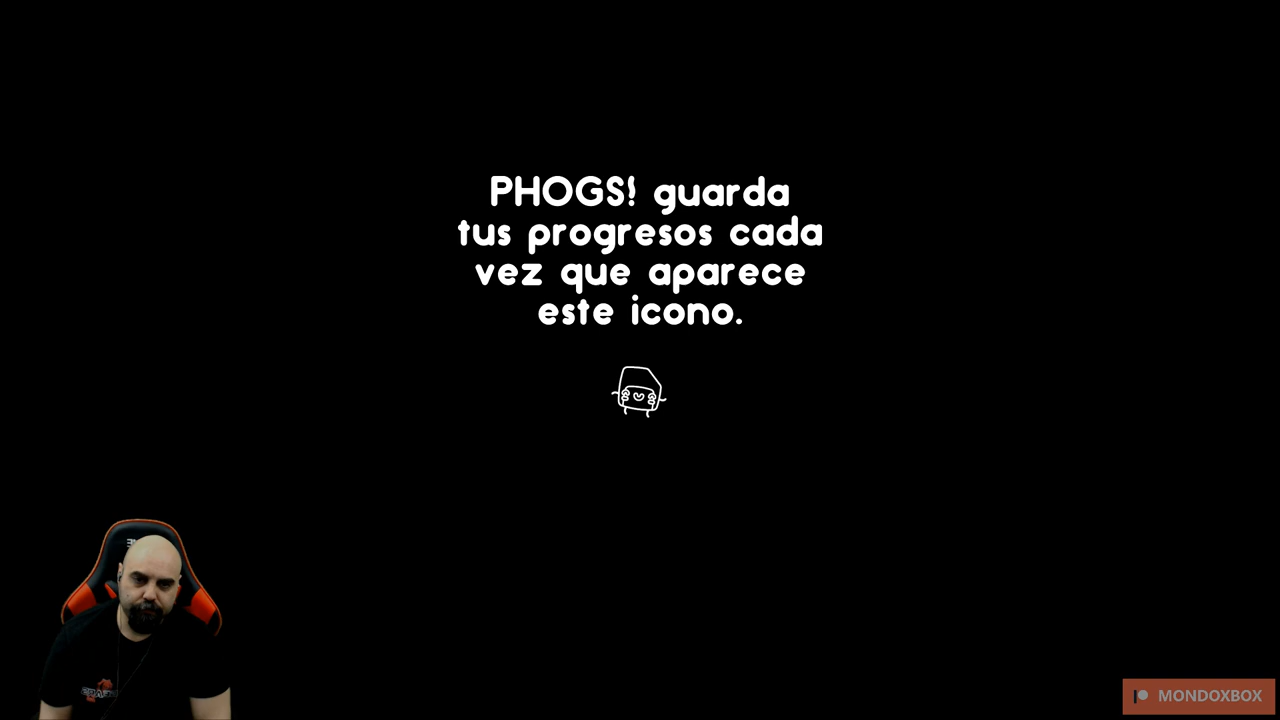 PHOGS! guarda
tus progresos cada
vez que aparece
este icono.
MONDOXBOX